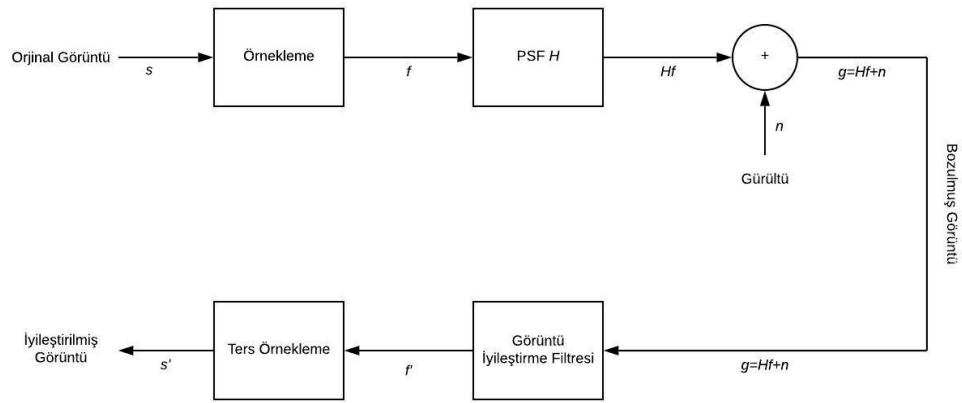 Orjinal Görüntü
s
Örnekleme
f
PSF H
Hf
+
g=Hf+n
n
Gürültü
Bozulmuş Görüntü
İyileştirilmiş
Görüntü
s'
Ters Örnekleme
f'
Görüntü
İyileştirme Filtresi
g=Hf+n